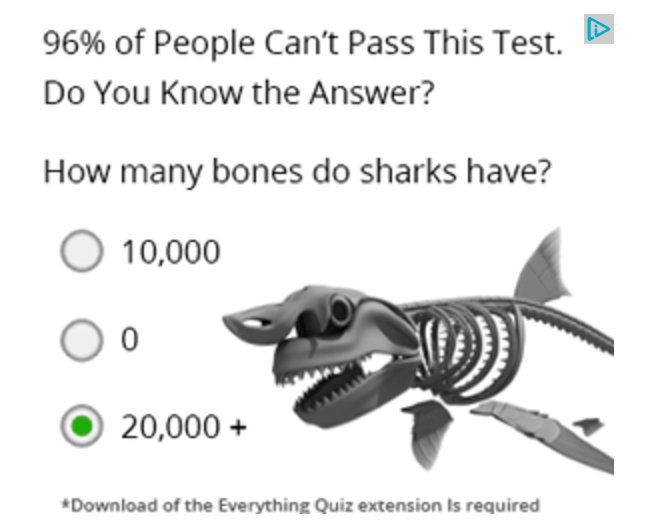 96% of People Can't Pass This Test.
Do You Know the Answer?
How many bones do sharks have?
10,000
0
20,000 +
*Download of the Everything Quiz extension Is required